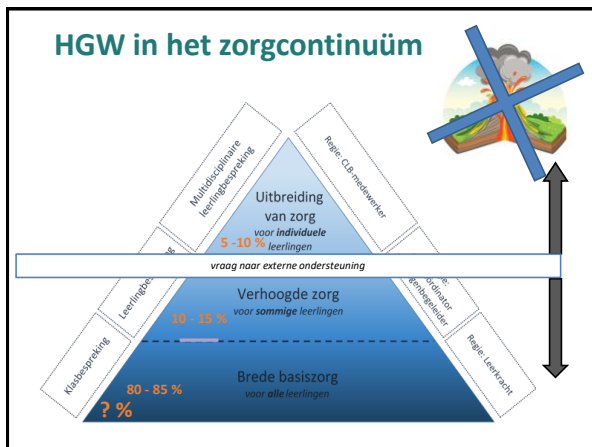 HGW in het zorgcontinuüm
Multidisciplinaire
leerlingbespreking
Regie: CLB-medewerker
Uitbreiding
van zorg
voor individuele
leerlingen
5 -10 %
vraag naar externe ondersteuning
Verhoogde zorg
voor sommige leerlingen
10 - 15 %
Klasbespreking
Regie: Leerkracht
Brede basiszorg
voor alle leerlingen
80 - 85 %
? %